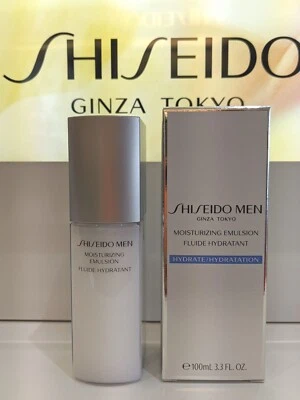 SHISEIDO
GINZA TOKYO
SHISEIDO MEN
MOISTURIZING
EMULSION
FLUIDE HYDRATANT
SHISEIDO MEN
GINZA TOKYO
MOISTURIZING EMULSION
FLUIDE HYDRATANT
HYDRATE/HYDRATATION
℮100mL 3.3 FL. OZ.